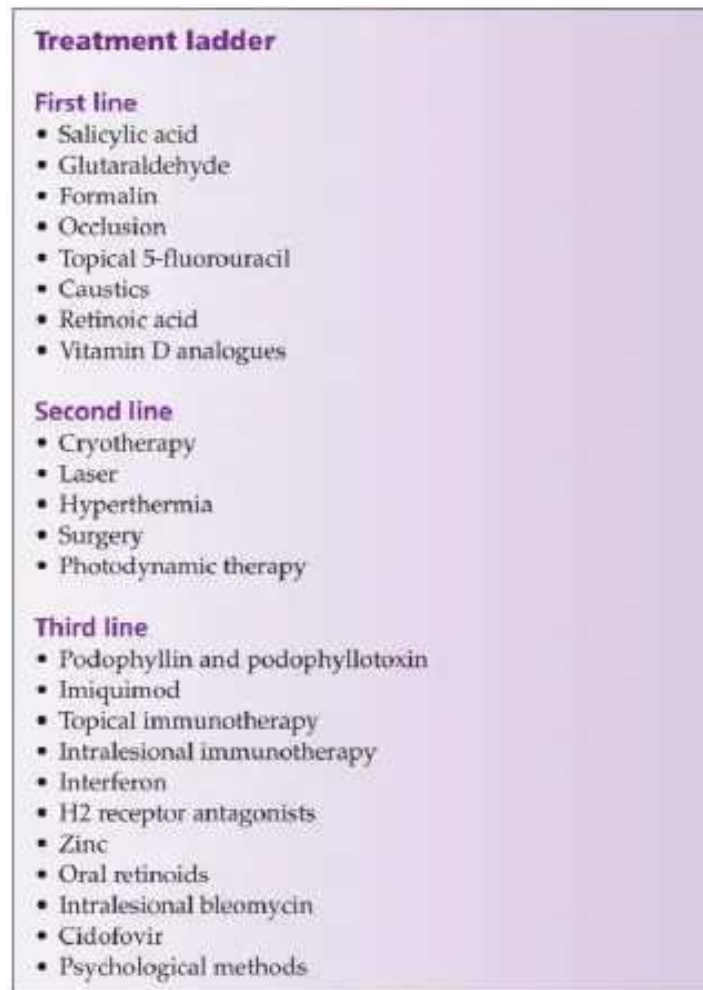 Treatment ladder
First line
• Salicylic acid
• Glutaraldehyde
• Formalin
• Occlusion
• Topical 5-fluorouracil
• Caustics
• Retinoic acid
• Vitamin D analogues
Second line
• Cryotherapy
• Laser
• Hyperthermia
• Surgery
• Photodynamic therapy
Third line
• Podophyllin and podophyllotoxin
• Imiquimod
• Topical immunotherapy
• Intralesional immunotherapy
• Interferon
• H2 receptor antagonists
• Zinc
• Oral retinoids
• Intralesional bleomycin
• Cidofovir
• Psychological methods